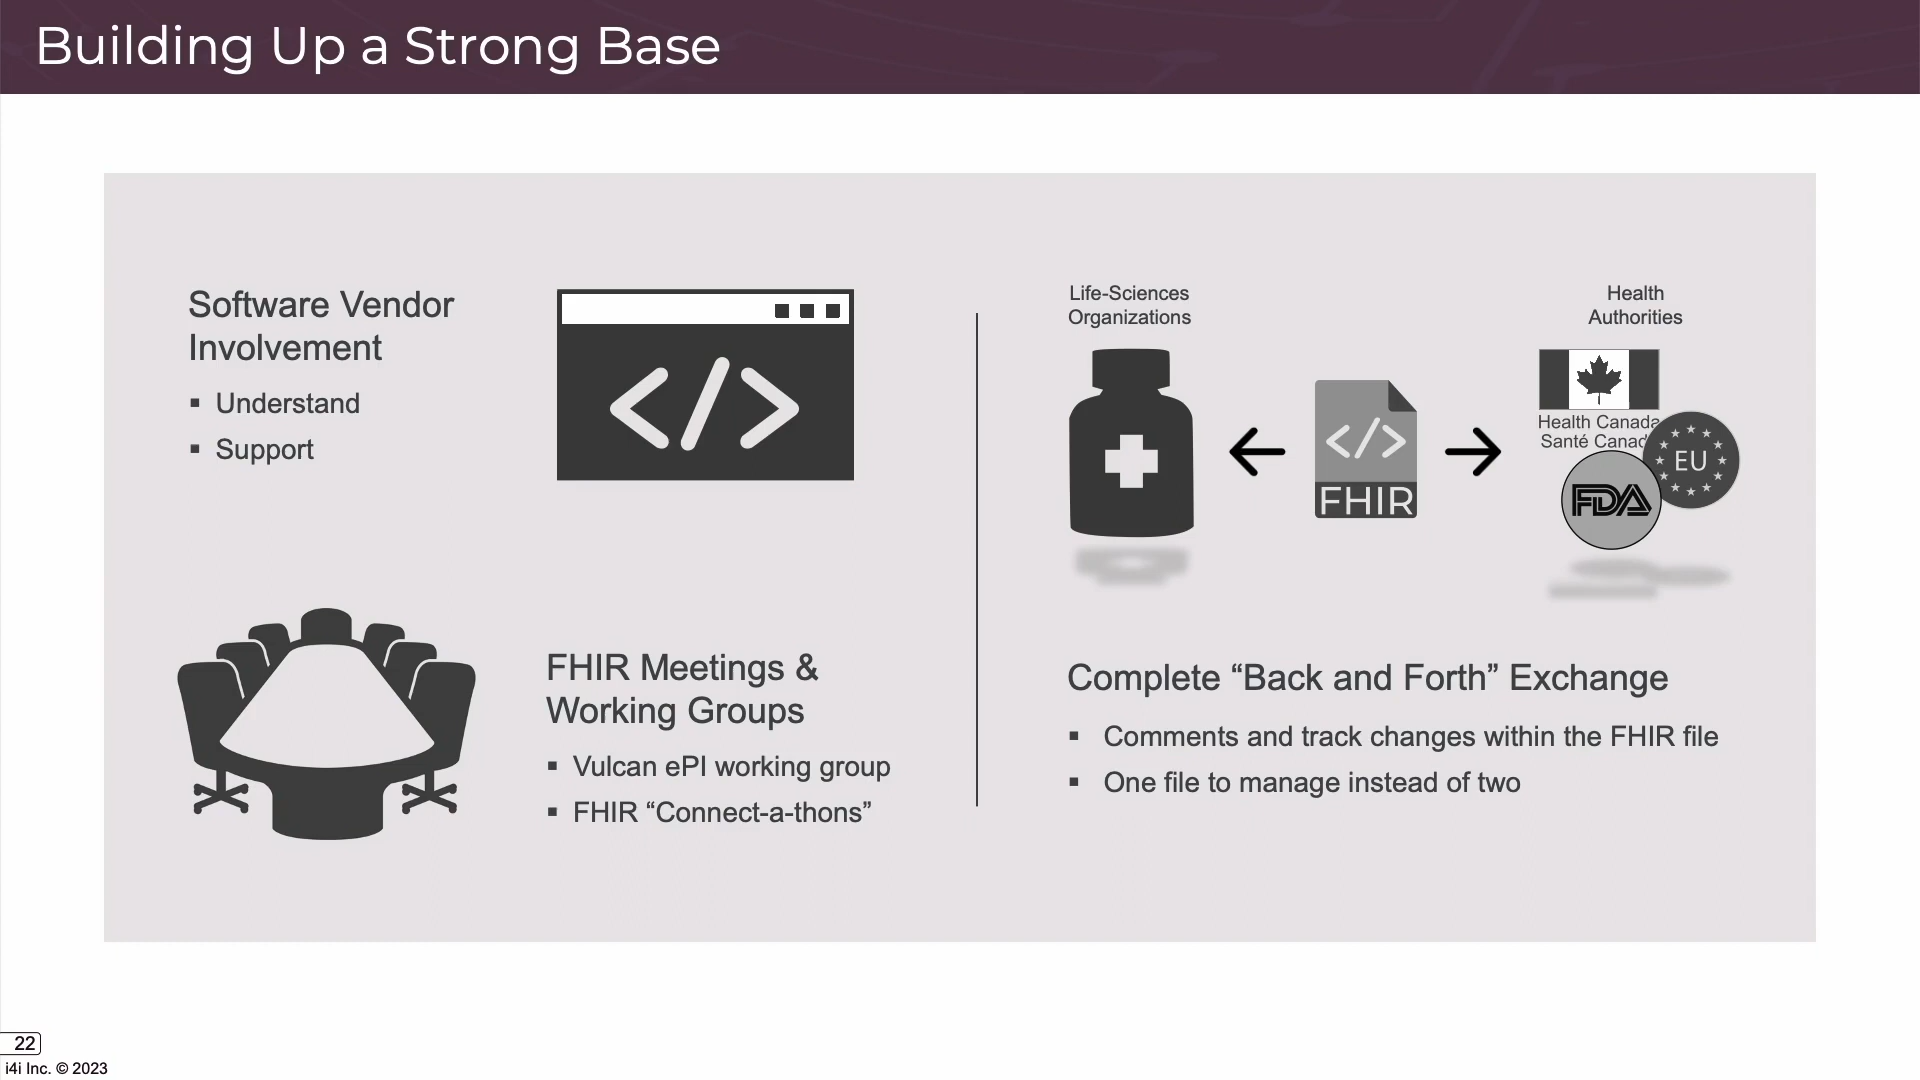 Building Up a Strong Base
Software Vendor
Involvement
▪ Understand
▪ Support
</>
FHIR Meetings &
Working Groups
▪ Vulcan ePI working group
▪ FHIR “Connect-a-thons”
Life-Sciences
Organizations
</>
FHIR
Health
Authorities
Health Canada
Santé Canad
EU
FDA
Complete “Back and Forth” Exchange
▪ Comments and track changes within the FHIR file
▪ One file to manage instead of two
22
i4i Inc. © 2023